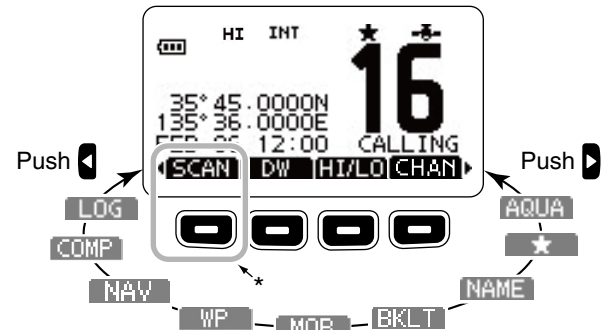 HI INT ★
16
35°45.0000N
135°36.0000E
12:00 CALLING
Push ◀ SCAN DW HI/LO CHAN Push ▶
LOG AQUA
COMP ★
NAV NAME
WP MOB BKLT
*